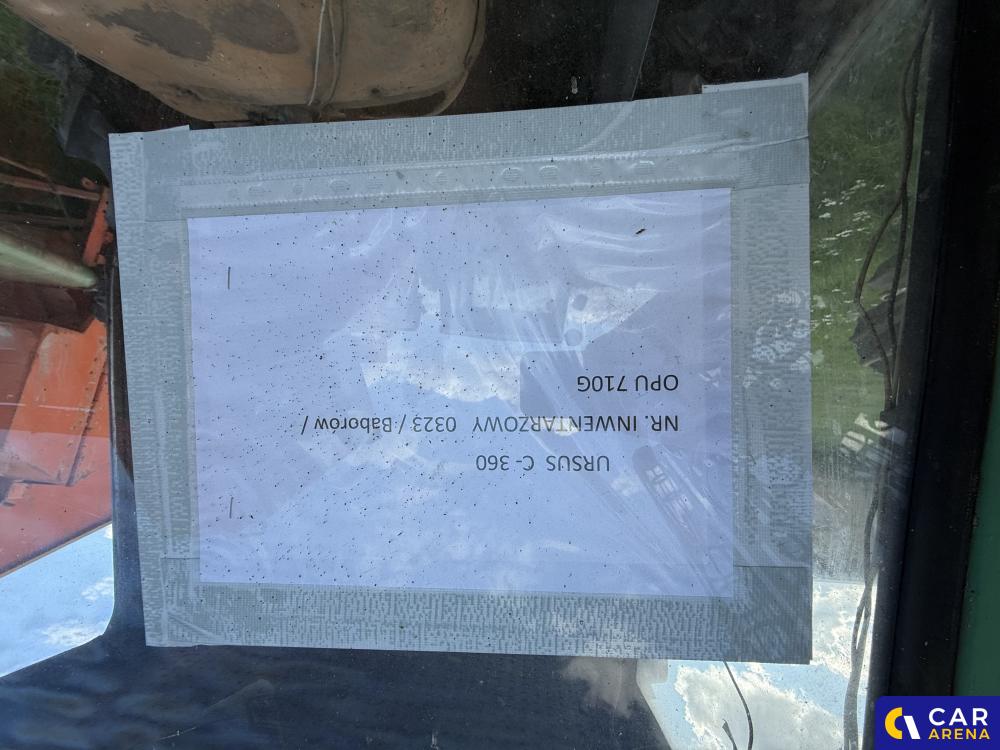 URSUS C- 360
NR. INWENTARZOWY 0323 / Baborów /
OPU 710G
CAR
ARENA